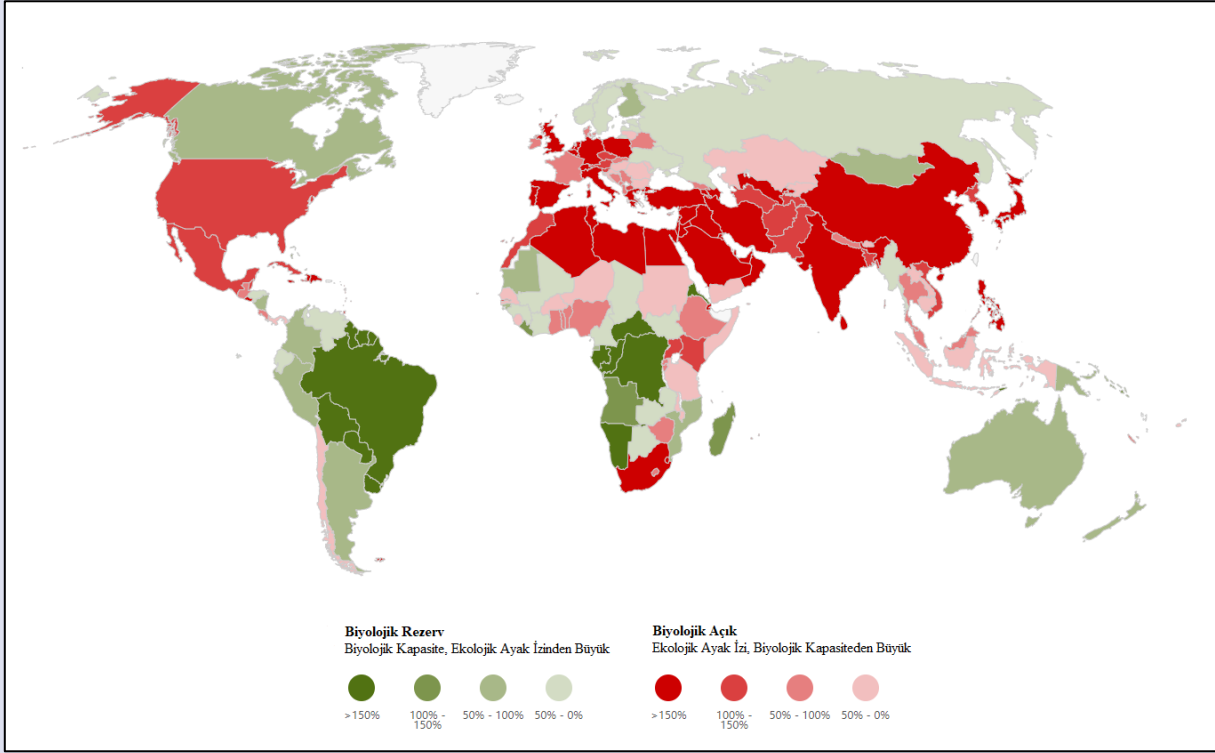 Biyolojik Rezerv
Biyolojik Kapasite, Ekolojik Ayak İzinden Büyük
>150%
100% -
150%
50% - 100%
50% - 0%
Biyolojik Açık
Ekolojik Ayak İzi, Biyolojik Kapasiteden Büyük
>150%
100% -
150%
50% - 100%
50% - 0%